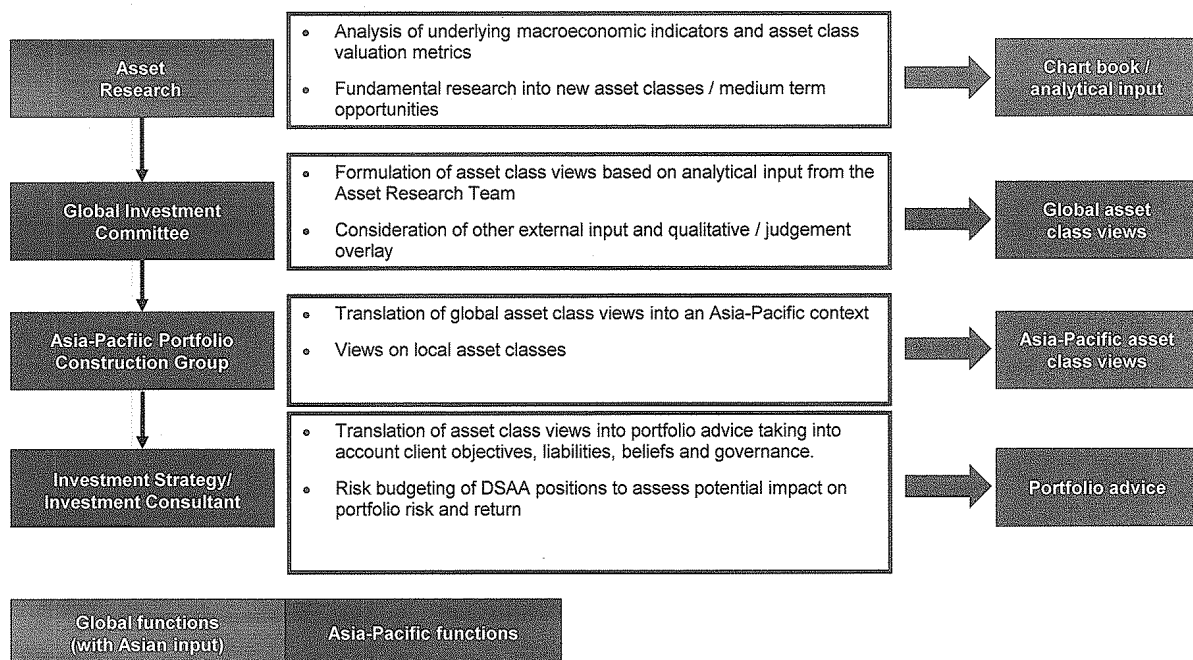 Asset
Research
• Analysis of underlying macroeconomic indicators and asset class
valuation metrics
• Fundamental research into new asset classes / medium term
opportunities
Chart book /
analytical input
Global Investment
Committee
• Formulation of asset class views based on analytical input from the
Asset Research Team
• Consideration of other external input and qualitative / judgement
overlay
Global asset
class views
Asia-Pacfiic Portfolio
Construction Group
• Translation of global asset class views into an Asia-Pacific context
• Views on local asset classes
Asia-Pacific asset
class views
Investment Strategy/
Investment Consultant
• Translation of asset class views into portfolio advice taking into
account client objectives, liabilities, beliefs and governance.
• Risk budgeting of DSAA positions to assess potential impact on
portfolio risk and return
Portfolio advice
Global functions
(with Asian input)
Asia-Pacific functions